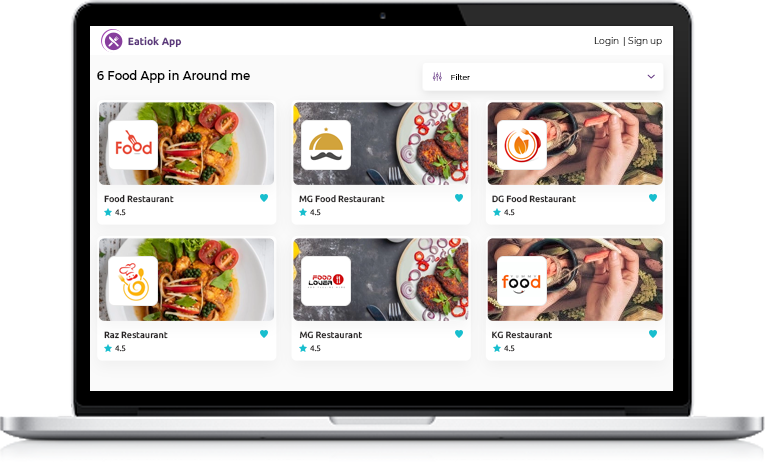 Eatiok App
Login | Sign up
6 Food App in Around me
Filter
Food
FOOD
LOVER
food
Food Restaurant
4.5
MG Food Restaurant
4.5
DG Food Restaurant
4.5
Raz Restaurant
4.5
MG Restaurant
4.5
KG Restaurant
4.5